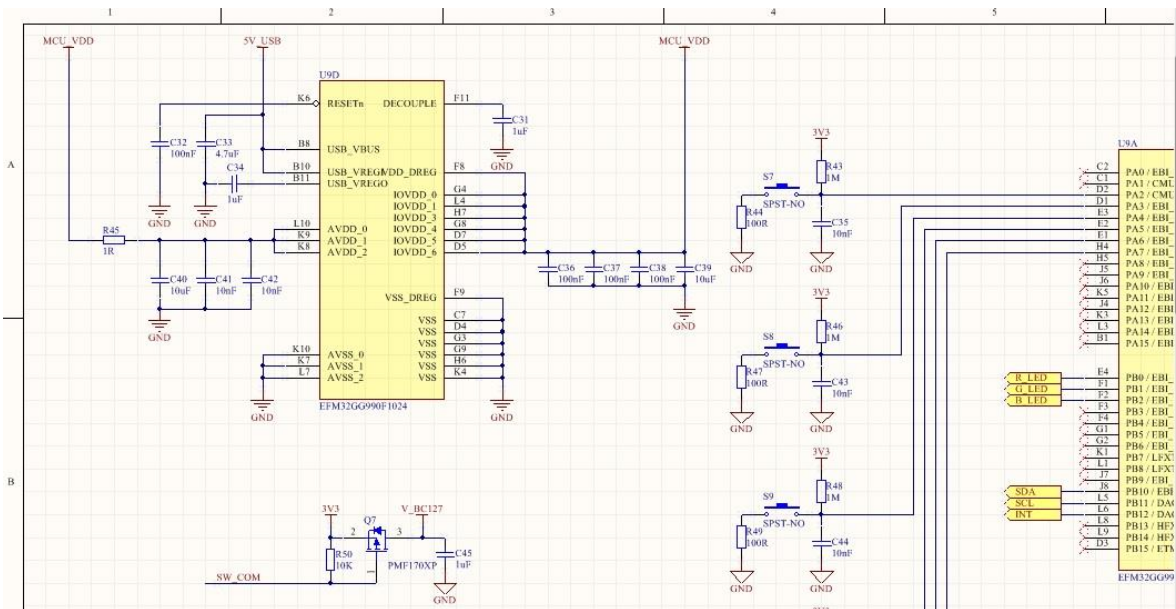 1 2 3 4 5
MCU_VDD 5V_USB MCU_VDD
U9D
K6 RESETn DECOUPLE F11
C31
1uF
GND
C32
100nF
C33
4.7uF
C34
1uF
GND GND
B8 USB_VBUS
B10 USB_VREGI VDD_DREG F8
B11 USB_VREGO
IOVDD_0 G4
IOVDD_1 L4
IOVDD_3 H7
IOVDD_4 G8
IOVDD_5 D7
IOVDD_6 D5
L10 AVDD_0
K9 AVDD_1
K8 AVDD_2
R45
1R
C40
10uF
C41
10nF
C42
10nF
GND
C36
100nF
C37
100nF
C38
100nF
C39
10uF
GND
VSS_DREG F9
VSS C7
VSS D4
VSS G3
VSS G9
VSS H6
VSS K4
K10 AVSS_0
K7 AVSS_1
L7 AVSS_2
EFM32GG990F1024
GND GND
3V3
R43
1M
S7
SPST-NO
R44
100R
C35
10nF
GND GND
3V3
R46
1M
S8
SPST-NO
R47
100R
C43
10nF
GND GND
3V3
R48
1M
S9
SPST-NO
R49
100R
C44
10nF
GND GND
3V3
3V3 Q7 V_BC127
2 3
1
PMF170XP
R50
10K
C45
1uF
GND
SW_COM
A
B
U9A
C2 PA0 / EBI_
C1 PA1 / CMU
D2 PA2 / CMU
D1 PA3 / EBI_
E3 PA4 / EBI_
E2 PA5 / EBI_
E1 PA6 / EBI_
H4 PA7 / EBI_
H5 PA8 / EBI_
J5 PA9 / EBI_
J6 PA10 / EBI
K5 PA11 / EBI
J4 PA12 / EBI
K3 PA13 / EBI
L3 PA14 / EBI
B1 PA15 / EBI
R_LED E4 PB0 / EBI_
G_LED F1 PB1 / EBI_
B_LED F2 PB2 / EBI_
F3 PB3 / EBI_
F4 PB4 / EBI_
G1 PB5 / EBI_
G2 PB6 / EBI_
K1 PB7 / LFXT
L1 PB8 / LFX
J7 PB9 / EBI_
SDA J8 PB10 / EBI
SCL L5 PB11 / DAC
INT L6 PB12 / DAC
L8 PB13 / HFX
L9 PB14 / HFX
D3 PB15 / ETM
EFM32GG99